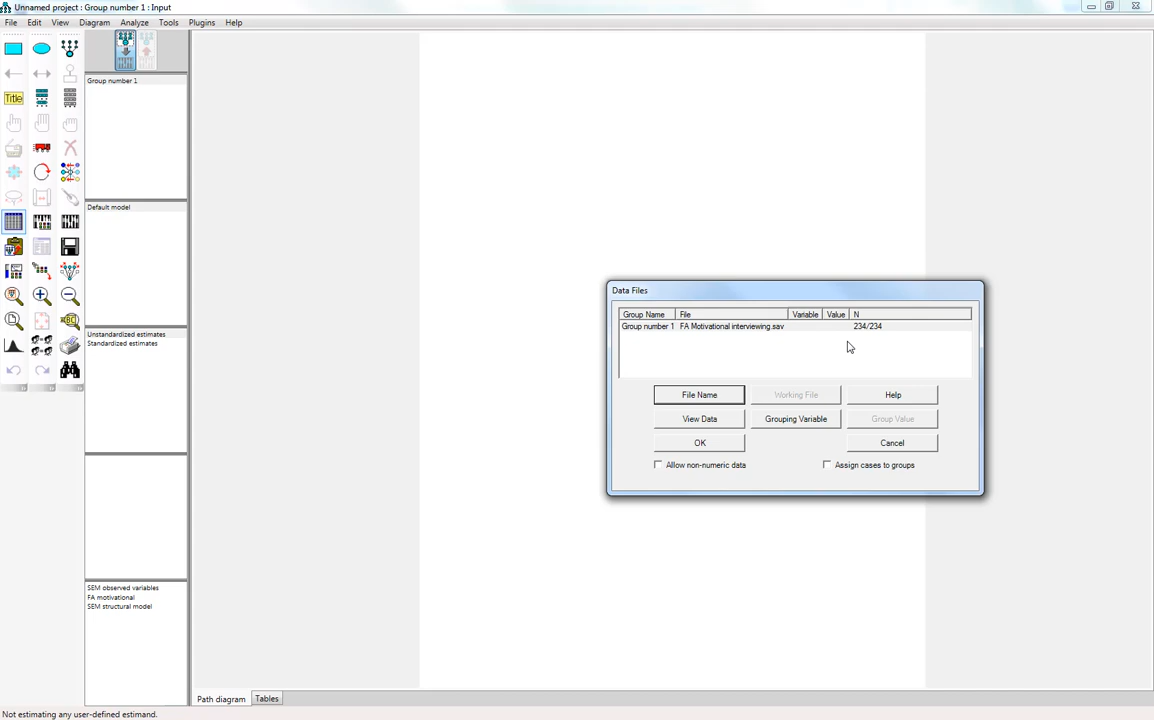 Unnamed project : Group number 1 : Input
File Edit View Diagram Analyze Tools Plugins Help
Title
Group number 1
Default model
Unstandardized estimates
Standardized estimates
SEM observed variables
FA motivational
SEM structural model
Data Files
Group Name File Variable Value N
Group number 1 FA Motivational interviewing.sav 234/234
File Name Working File Help
View Data Grouping Variable Group Value
OK Cancel
Allow non-numeric data Assign cases to groups
Path diagram Tables
Not estimating any user-defined estimand.